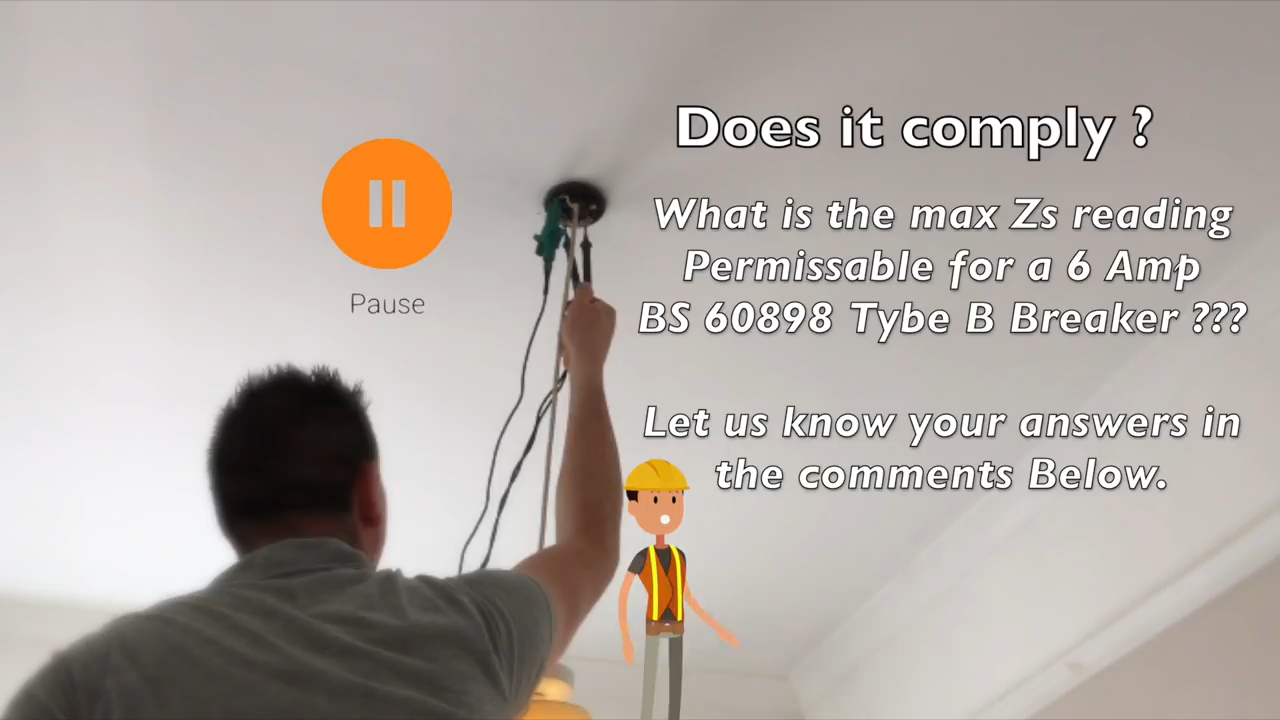 Does it comply ?
What is the max Zs reading
Permissable for a 6 Amp
BS 60898 Tybe B Breaker ???
Let us know your answers in
the comments Below.
Pause